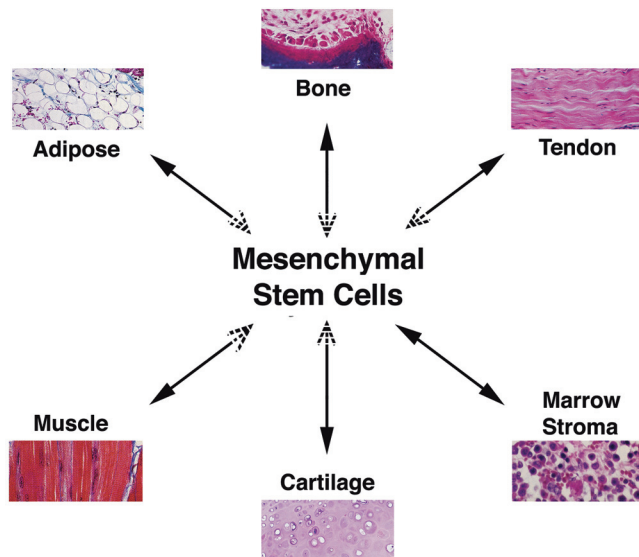 Bone
Adipose
Tendon
Mesenchymal
Stem Cells
Muscle
Marrow
Stroma
Cartilage